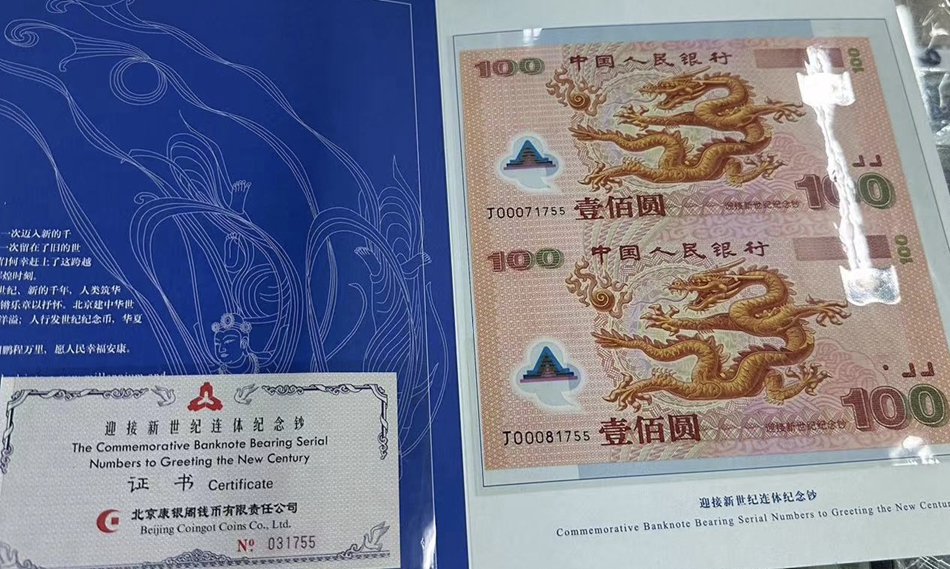 一次迈入新的千
一次留在了旧的世
们何幸赶上了这跨越
煌时刻。
世纪、新的千年，人类筑华
锵乐章以抒怀。北京建中华世
洋溢；人行发世纪纪念币，华夏
鹏程万里，愿人民幸福安康。
迎接新世纪连体纪念钞
The Commemorative Banknote Bearing Serial
Numbers to Greeting the New Century
证 书 Certificate
北京康银阁钱币有限责任公司
Beijing Coingot Coins Co., Ltd.
Nº 031755
100 中国人民银行 100
J00071755 壹佰圆 迎接新世纪纪念钞 100
100 中国人民银行 100
J00081755 壹佰圆 迎接新世纪纪念钞 100
迎接新世纪连体纪念钞
Commemorative Banknote Bearing Serial Numbers to Greeting the New Centur